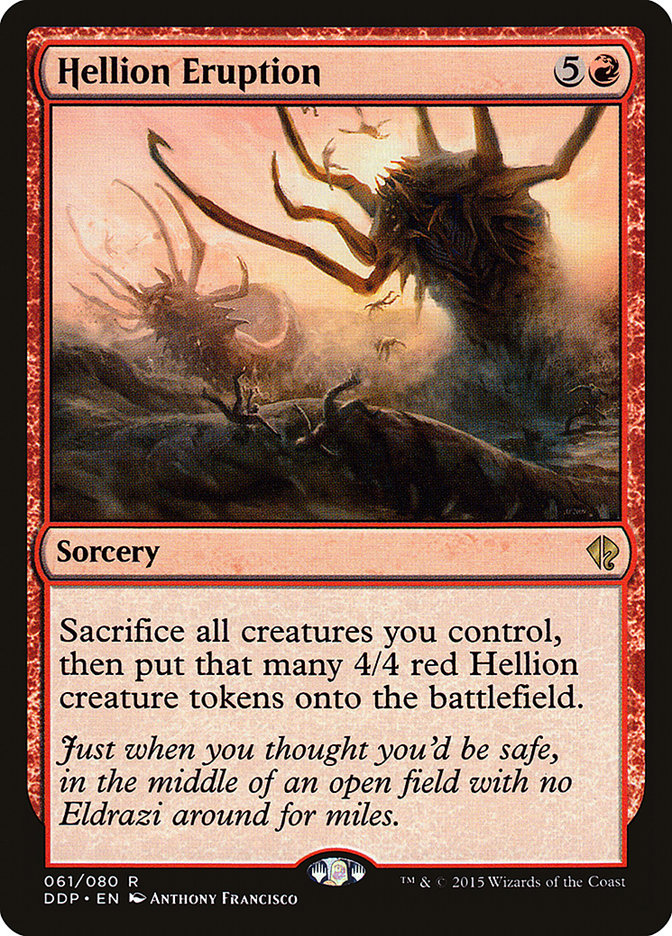 Hellion Eruption 5
Sorcery
Sacrifice all creatures you control,
then put that many 4/4 red Hellion
creature tokens onto the battlefield.
Just when you thought you'd be safe,
in the middle of an open field with no
Eldrazi around for miles.
061/080 R
DDP • EN Anthony Francisco
™ & © 2015 Wizards of the Coast